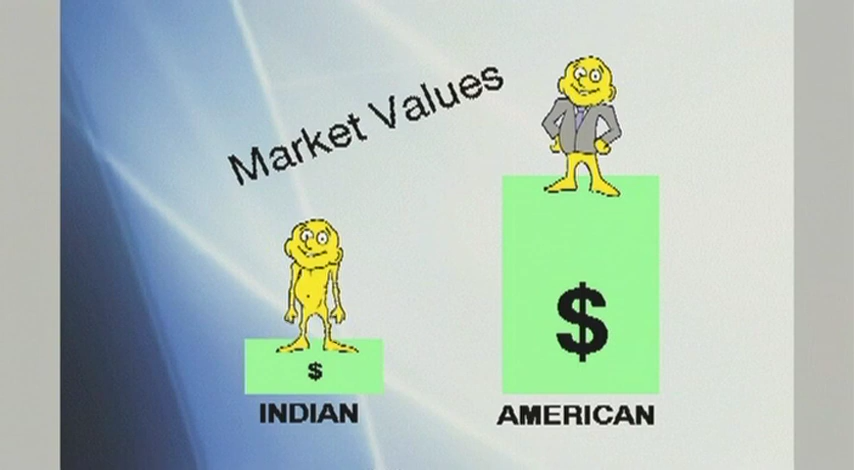 Market Values
$
$
INDIAN
AMERICAN